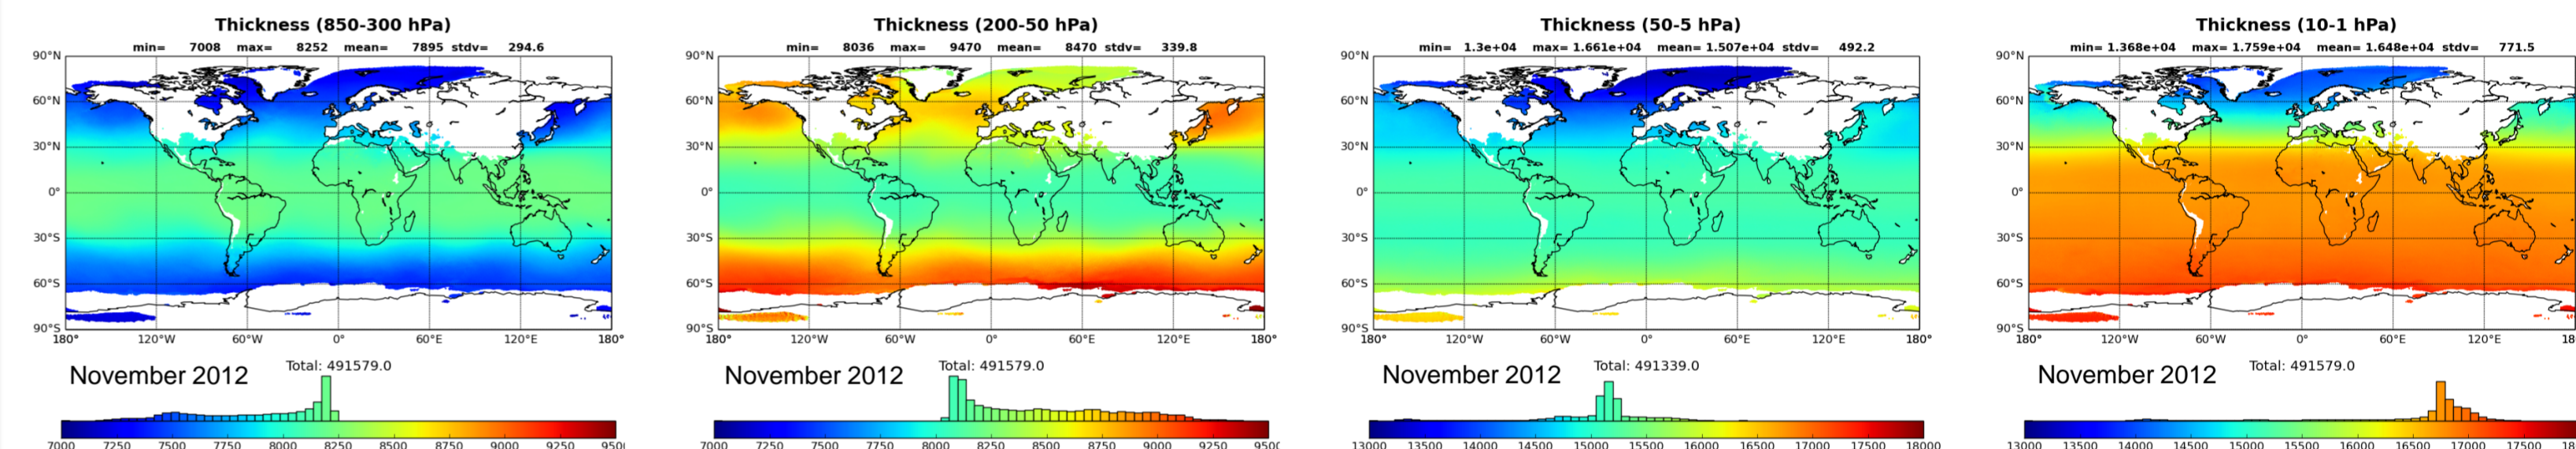 Thickness (850-300 hPa)
min= 7008 max= 8252 mean= 7895 stdv= 294.6
90°N
60°N
30°N
0°
30°S
60°S
90°S
180° 120°W 60°W 0° 60°E 120°E 180°
Total: 491579.0
November 2012
7000 7250 7500 7750 8000 8250 8500 8750 9000 9250 9500
Thickness (200-50 hPa)
min= 8036 max= 9470 mean= 8470 stdv= 339.8
90°N
60°N
30°N
0°
30°S
60°S
90°S
180° 120°W 60°W 0° 60°E 120°E 180°
Total: 491579.0
November 2012
7000 7250 7500 7750 8000 8250 8500 8750 9000 9250 9500
Thickness (50-5 hPa)
min= 1.3e+04 max= 1.661e+04 mean= 1.507e+04 stdv= 492.2
90°N
60°N
30°N
0°
30°S
60°S
90°S
180° 120°W 60°W 0° 60°E 120°E 180°
Total: 491339.0
November 2012
13000 13500 14000 14500 15000 15500 16000 16500 17000 17500 18000
Thickness (10-1 hPa)
min= 1.368e+04 max= 1.759e+04 mean= 1.648e+04 stdv= 771.5
90°N
60°N
30°N
0°
30°S
60°S
90°S
180° 120°W 60°W 0° 60°E 120°E 18
Total: 491579.0
November 2012
13000 13500 14000 14500 15000 15500 16000 16500 17000 17500